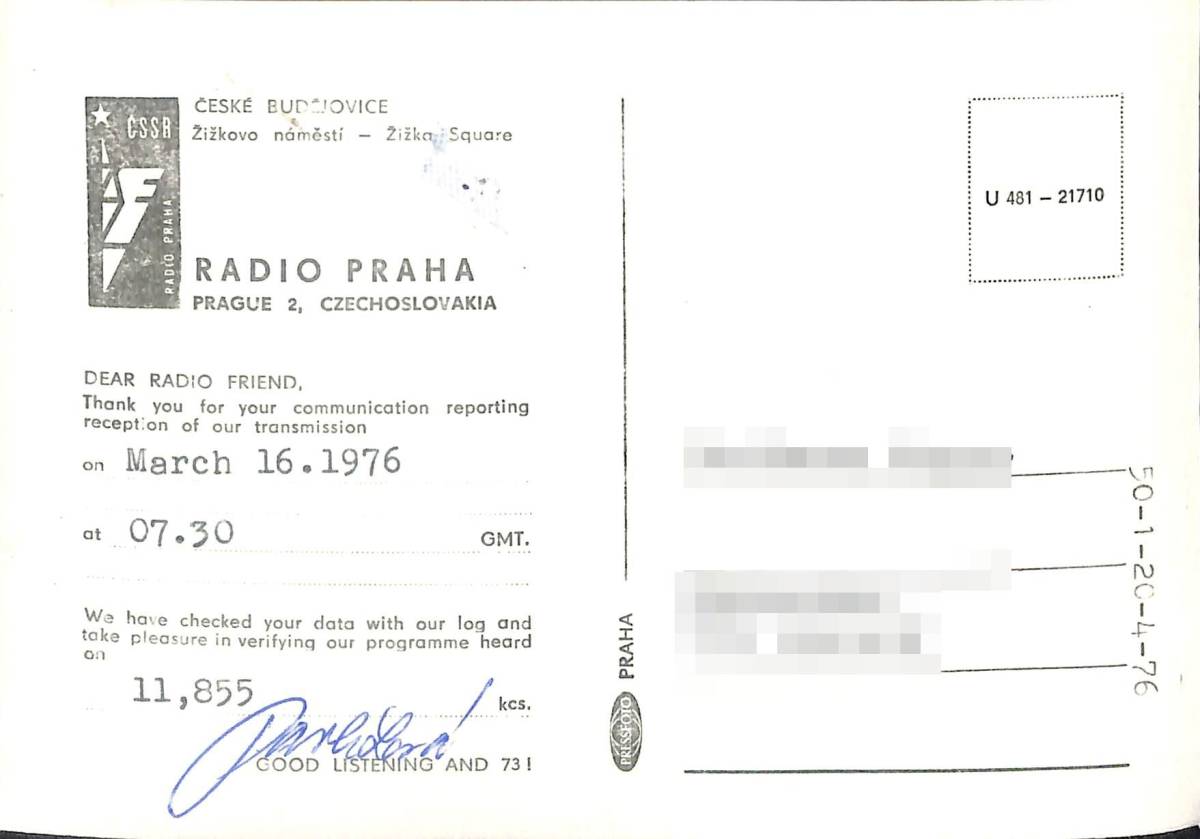 ČSSR
RADIO PRAHA
ČESKÉ BUDĚJOVICE
Žižkovo náměstí – Žižka Square
RADIO PRAHA
PRAGUE 2, CZECHOSLOVAKIA
DEAR RADIO FRIEND,
Thank you for your communication reporting
reception of our transmission
on March 16.1976
at 07.30 GMT.
We have checked your data with our log and
take pleasure in verifying our programme heard
on
11,855 kcs.
GOOD LISTENING AND 73!
PRESSFOTO PRAHA
U 481 – 21710
50-1-20-4-76